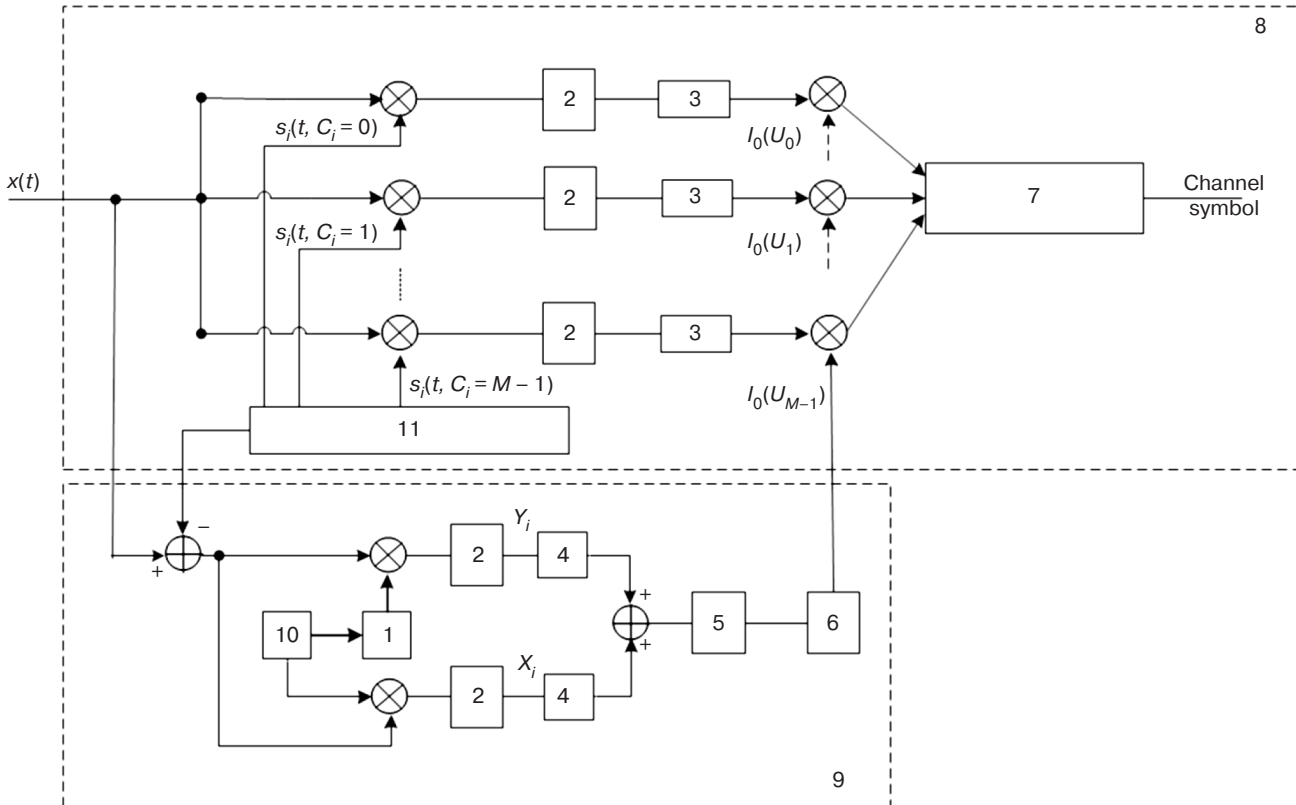 8
2
3
s_i(t, C_i = 0)
I_0(U_0)
x(t)
2
3
7
Channel
symbol
s_i(t, C_i = 1)
I_0(U_1)
2
3
s_i(t, C_i = M – 1)
I_0(U_{M–1})
11
–
+
Y_i
2
4
+
10
1
5
6
+
X_i
2
4
9